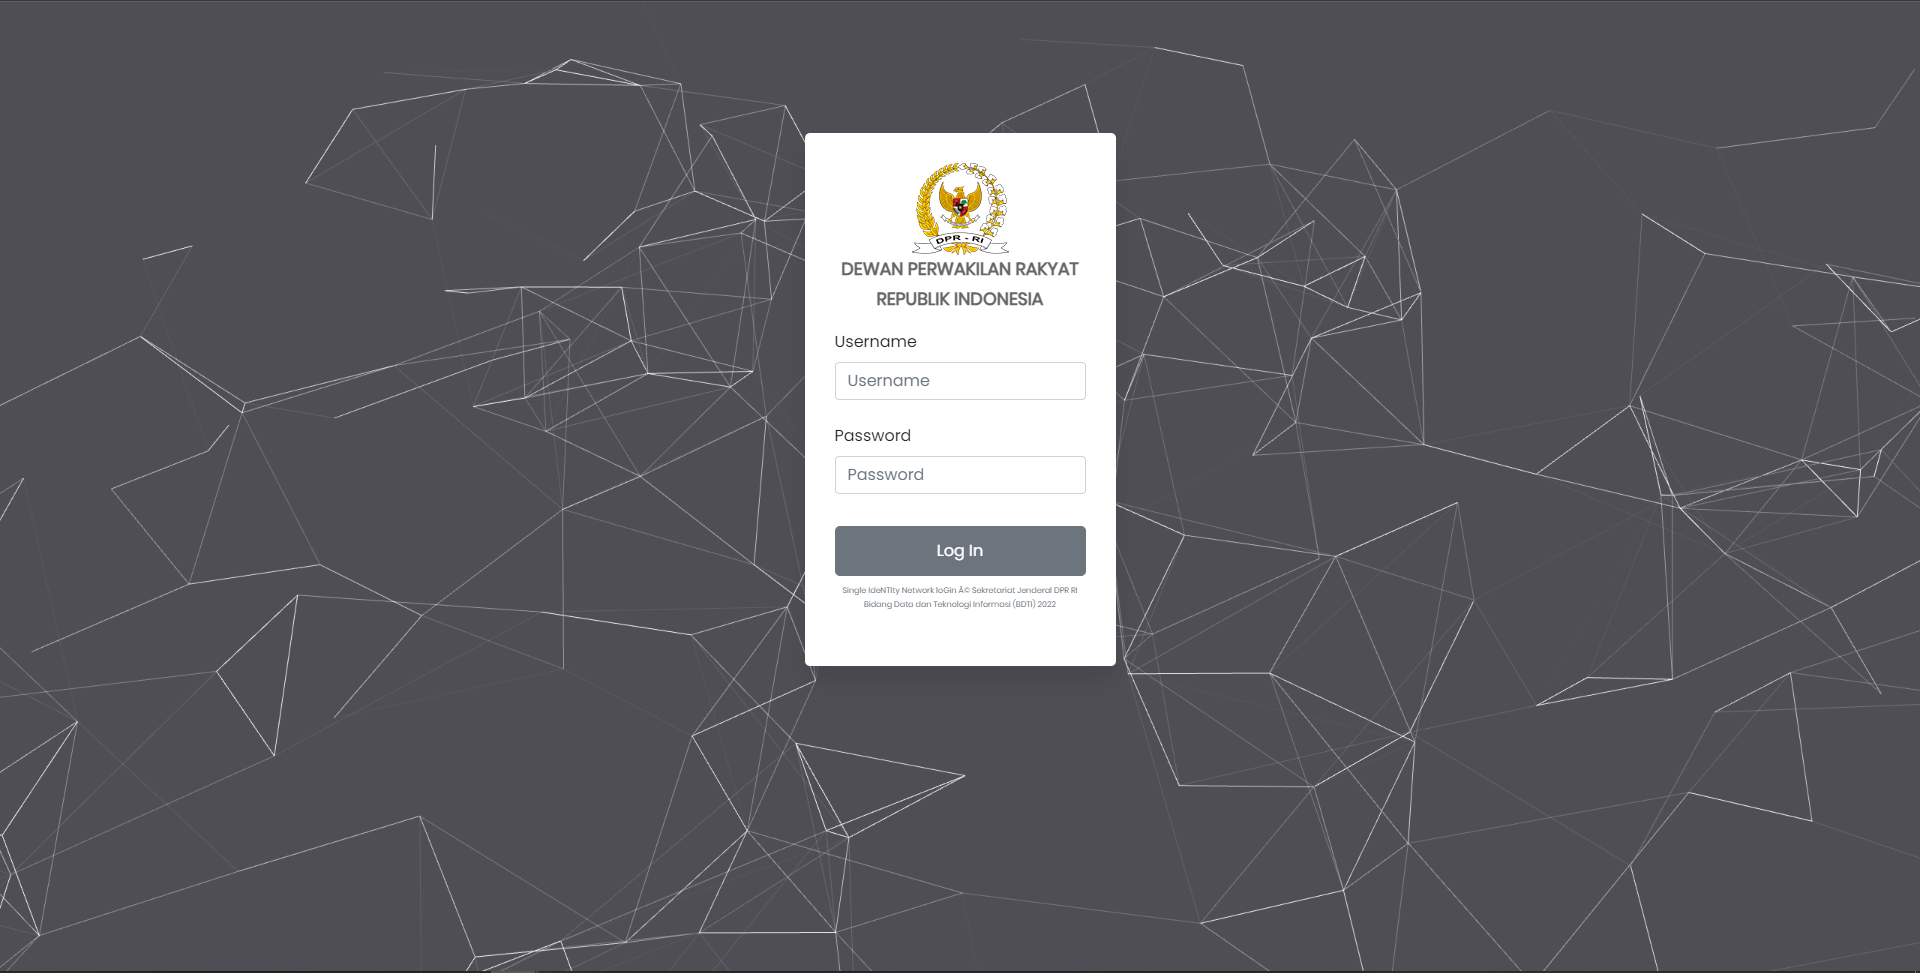 DPR - RI
DEWAN PERWAKILAN RAKYAT
REPUBLIK INDONESIA
Username
Username
Password
Password
Log In
Single IdeNTIty Network loGin Â© Sekretariat Jenderal DPR RI
Bidang Data dan Teknologi Informasi (BDTI) 2022